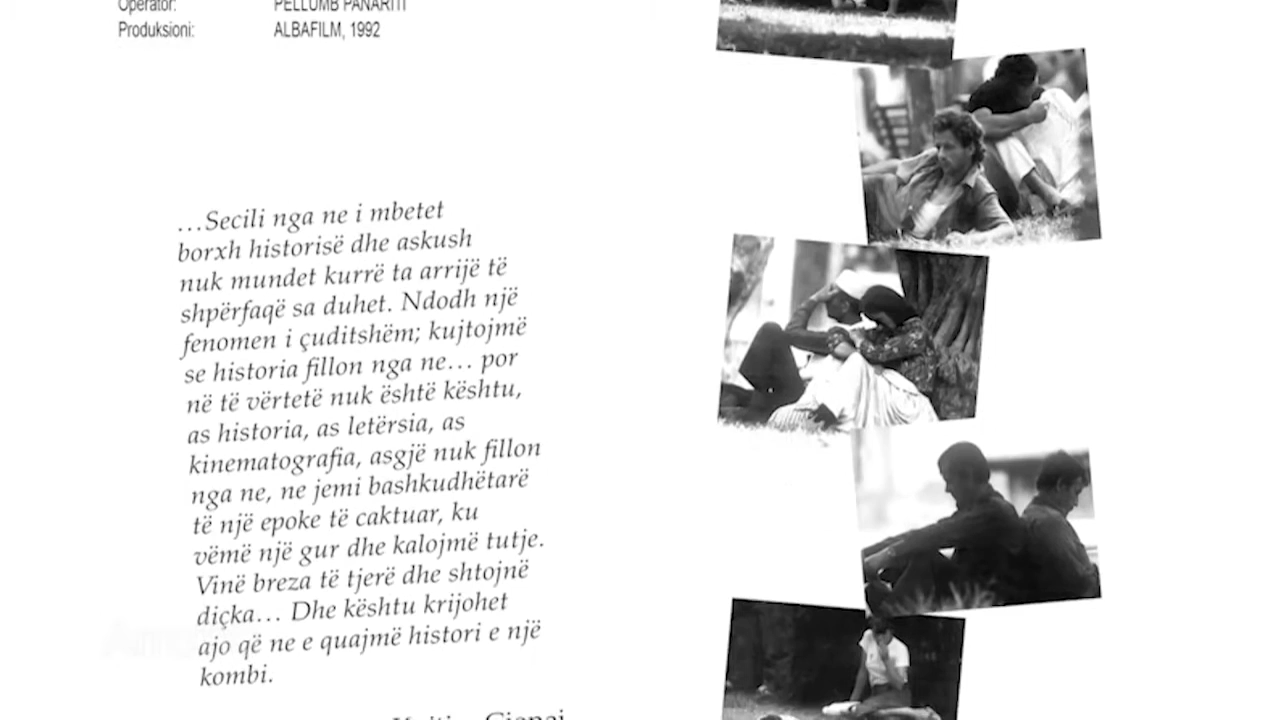 Operator: PELLUMB PANARITI
Produksioni: ALBAFILM, 1992
…Secili nga ne i mbetet
borxh historisë dhe askush
nuk mundet kurrë ta arrijë të
shpërfaqë sa duhet. Ndodh një
fenomen i çuditshëm; kujtojmë
se historia fillon nga ne… por
në të vërtetë nuk është kështu,
as historia, as letërsia, as
kinematografia, asgjë nuk fillon
nga ne, ne jemi bashkudhëtarë
të një epoke të caktuar, ku
vëmë një gur dhe kalojmë tutje.
Vinë breza të tjerë dhe shtojnë
diçka… Dhe kështu krijohet
ajo që ne e quajmë histori e një
kombi.